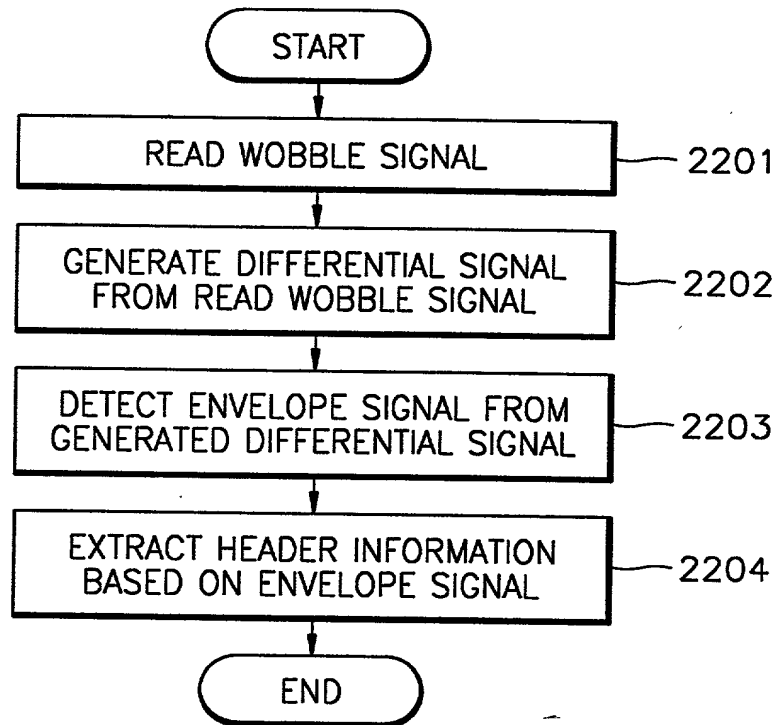 START
READ WOBBLE SIGNAL
2201
GENERATE DIFFERENTIAL SIGNAL
FROM READ WOBBLE SIGNAL
2202
DETECT ENVELOPE SIGNAL FROM
GENERATED DIFFERENTIAL SIGNAL
2203
EXTRACT HEADER INFORMATION
BASED ON ENVELOPE SIGNAL
2204
END